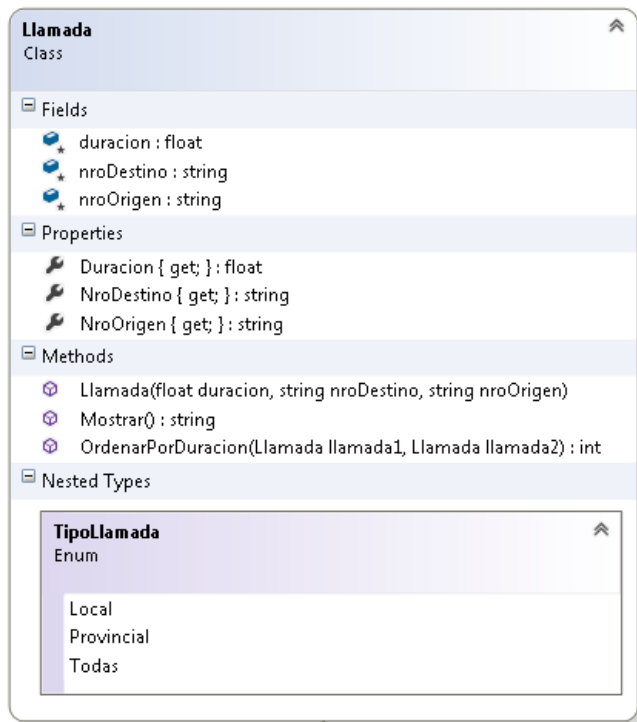 Llamada
Class
Fields
duracion : float
nroDestino : string
nroOrigen : string
Properties
Duracion { get; } : float
NroDestino { get; } : string
NroOrigen { get; } : string
Methods
Llamada(float duracion, string nroDestino, string nroOrigen)
Mostrar() : string
OrdenarPorDuracion(Llamada llamada1, Llamada llamada2) : int
Nested Types
TipoLlamada
Enum
Local
Provincial
Todas